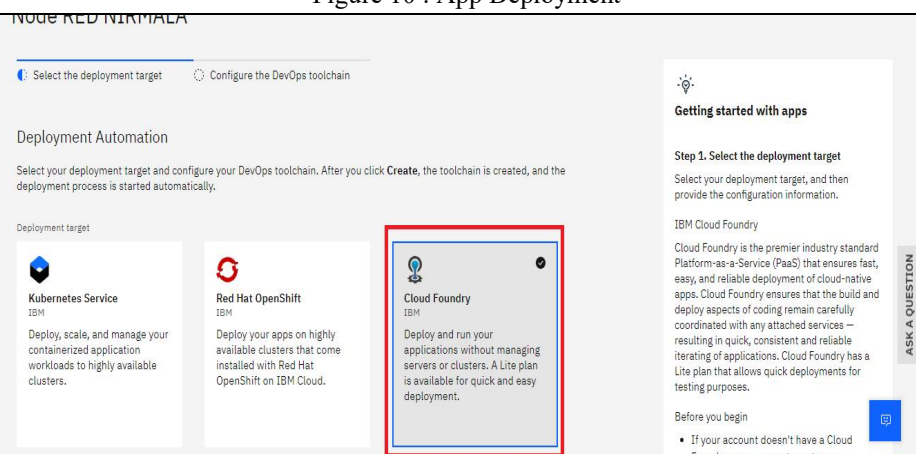 Figure 10 : App Deployment
Node RED NIRMALA
Select the deployment target
Configure the DevOps toolchain
Deployment Automation
Select your deployment target and configure your DevOps toolchain. After you click Create, the toolchain is created, and the
deployment process is started automatically.
Deployment target
Kubernetes Service
IBM
Deploy, scale, and manage your
containerized application
workloads to highly available
clusters.
Red Hat OpenShift
IBM
Deploy your apps on highly
available clusters that come
installed with Red Hat
OpenShift on IBM Cloud.
Cloud Foundry
IBM
Deploy and run your
applications without managing
servers or clusters. A Lite plan
is available for quick and easy
deployment.
Getting started with apps
Step 1. Select the deployment target
Select your deployment target, and then
provide the configuration information.
IBM Cloud Foundry
Cloud Foundry is the premier industry standard
Platform-as-a-Service (PaaS) that ensures fast,
easy, and reliable deployment of cloud-native
apps. Cloud Foundry ensures that the build and
deploy aspects of coding remain carefully
coordinated with any attached services —
resulting in quick, consistent and reliable
iterating of applications. Cloud Foundry has a
Lite plan that allows quick deployments for
testing purposes.
Before you begin
• If your account doesn't have a Cloud
ASK A QUESTION